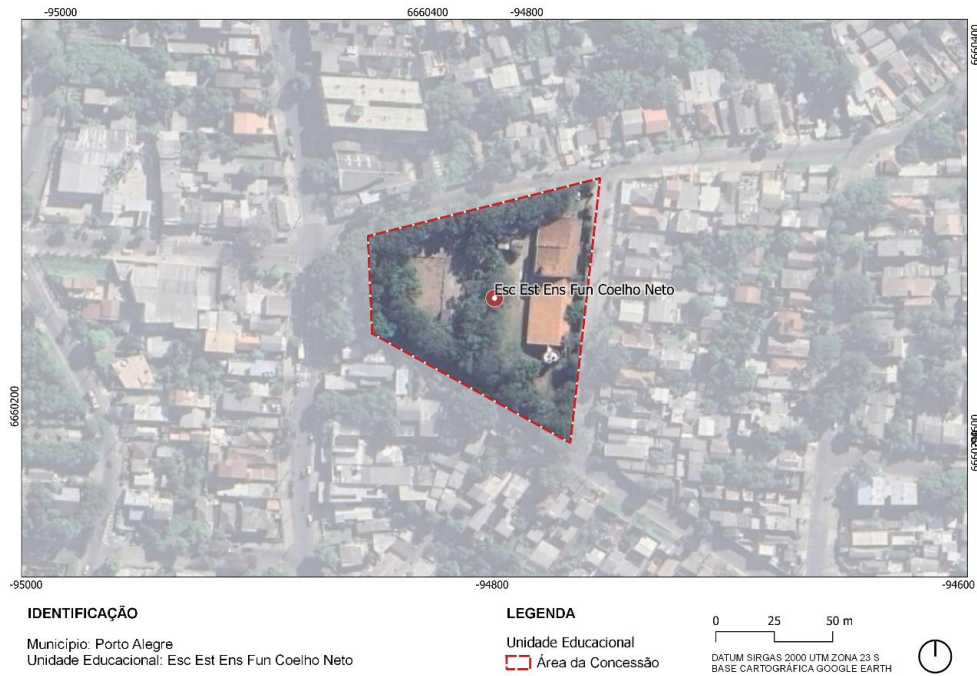 -95000 6660400 -94800
6660400
Esc Est Ens Fun Coelho Neto
6660200
-95000 -94800 -94600
IDENTIFICAÇÃO
Município: Porto Alegre
Unidade Educacional: Esc Est Ens Fun Coelho Neto
LEGENDA
Unidade Educacional
Área da Concessão
0 25 50 m
DATUM SIRGAS 2000 UTM ZONA 23 S
BASE CARTOGRÁFICA GOOGLE EARTH